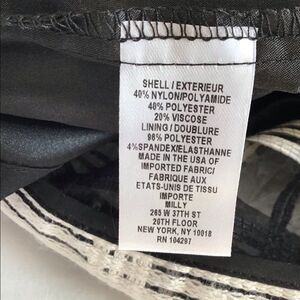 SHELL / EXTERIEUR
40% NYLON/POLYAMIDE
40% POLYESTER
20% VISCOSE
LINING / DOUBLURE
96% POLYESTER
4%SPANDEX/ELASTHANNE
MADE IN THE USA OF
IMPORTED FABRIC/
FABRIQUE AUX
ETATS-UNIS DE TISSU
IMPORTE
MILLY
265 W 37TH ST
20TH FLOOR
NEW YORK, NY 10018
RN 104297